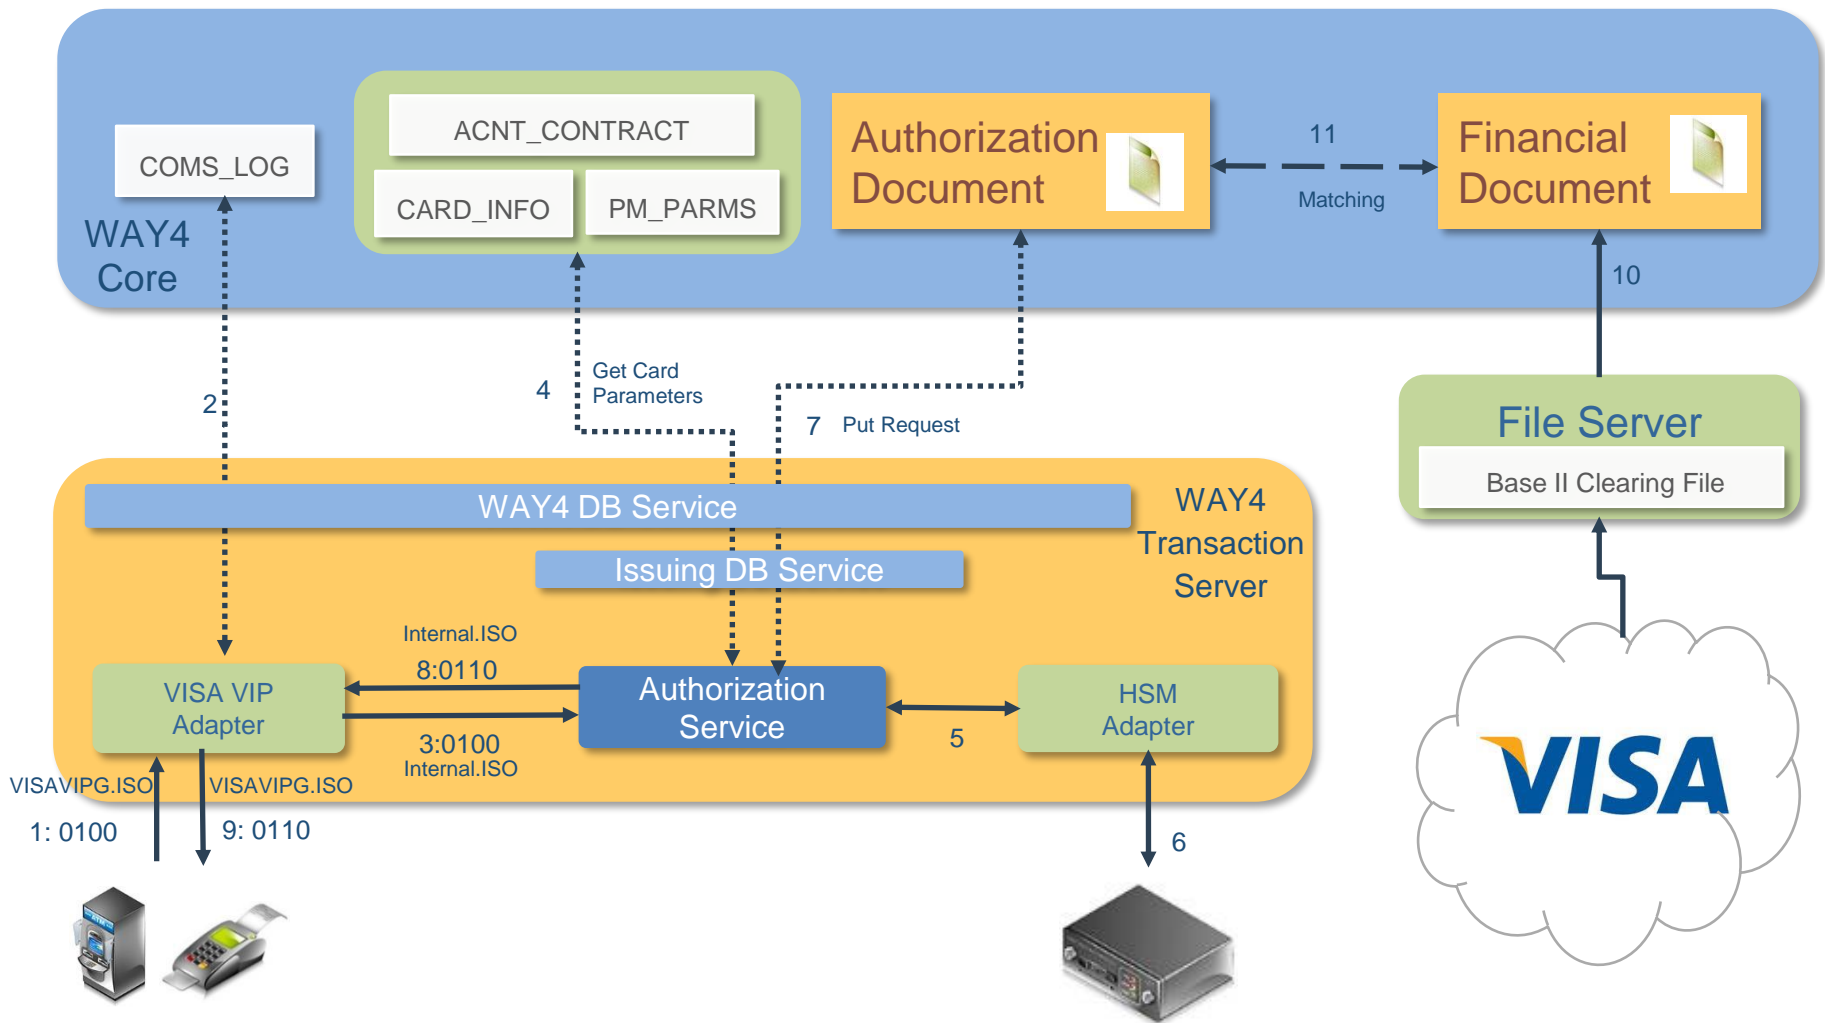 ACNT_CONTRACT
CARD_INFO
PM_PARMS
COMS_LOG
WAY4
Core
Authorization
Document
11
Matching
Financial
Document
10
2
4
Get Card
Parameters
7 Put Request
File Server
Base II Clearing File
WAY4 DB Service
Issuing DB Service
WAY4
Transaction
Server
Internal.ISO
8:0110
VISA VIP
Adapter
3:0100
Internal.ISO
Authorization
Service
5
HSM
Adapter
VISAVIPG.ISO
1: 0100
VISAVIPG.ISO
9: 0110
6
VISA
ATM